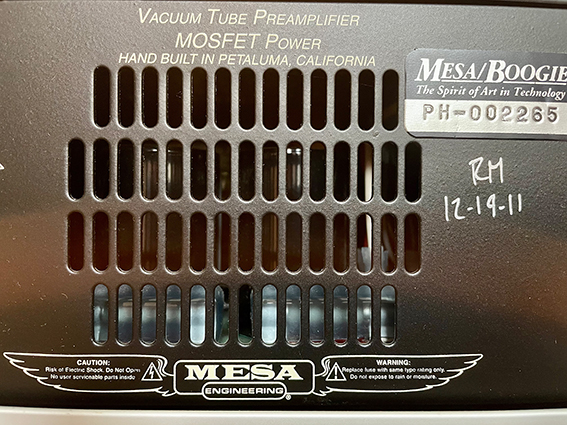 VACUUM TUBE PREAMPLIFIER
MOSFET POWER
HAND BUILT IN PETALUMA, CALIFORNIA
MESA/BOOGIE
The Spirit of Art in Technology
PH-002265
RM
12-19-11
CAUTION:
Risk of Electric Shock. Do Not Open
No user servicable parts inside
MESA
ENGINEERING®
WARNING:
Replace fuse with same type rating only.
Do not expose to rain or moisture.